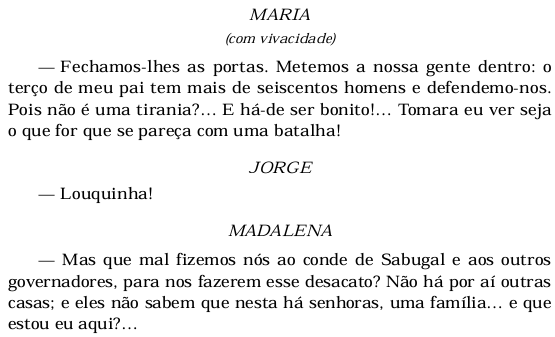 MARIA
(com vivacidade)
— Fechamos-lhes as portas. Metemos a nossa gente dentro: o
terço de meu pai tem mais de seiscentos homens e defendemo-nos.
Pois não é uma tirania?... E há-de ser bonito!... Tomara eu ver seja
o que for que se pareça com uma batalha!
JORGE
— Louquinha!
MADALENA
— Mas que mal fizemos nós ao conde de Sabugal e aos outros
governadores, para nos fazerem esse desacato? Não há por aí outras
casas; e eles não sabem que nesta há senhoras, uma família... e que
estou eu aqui?...